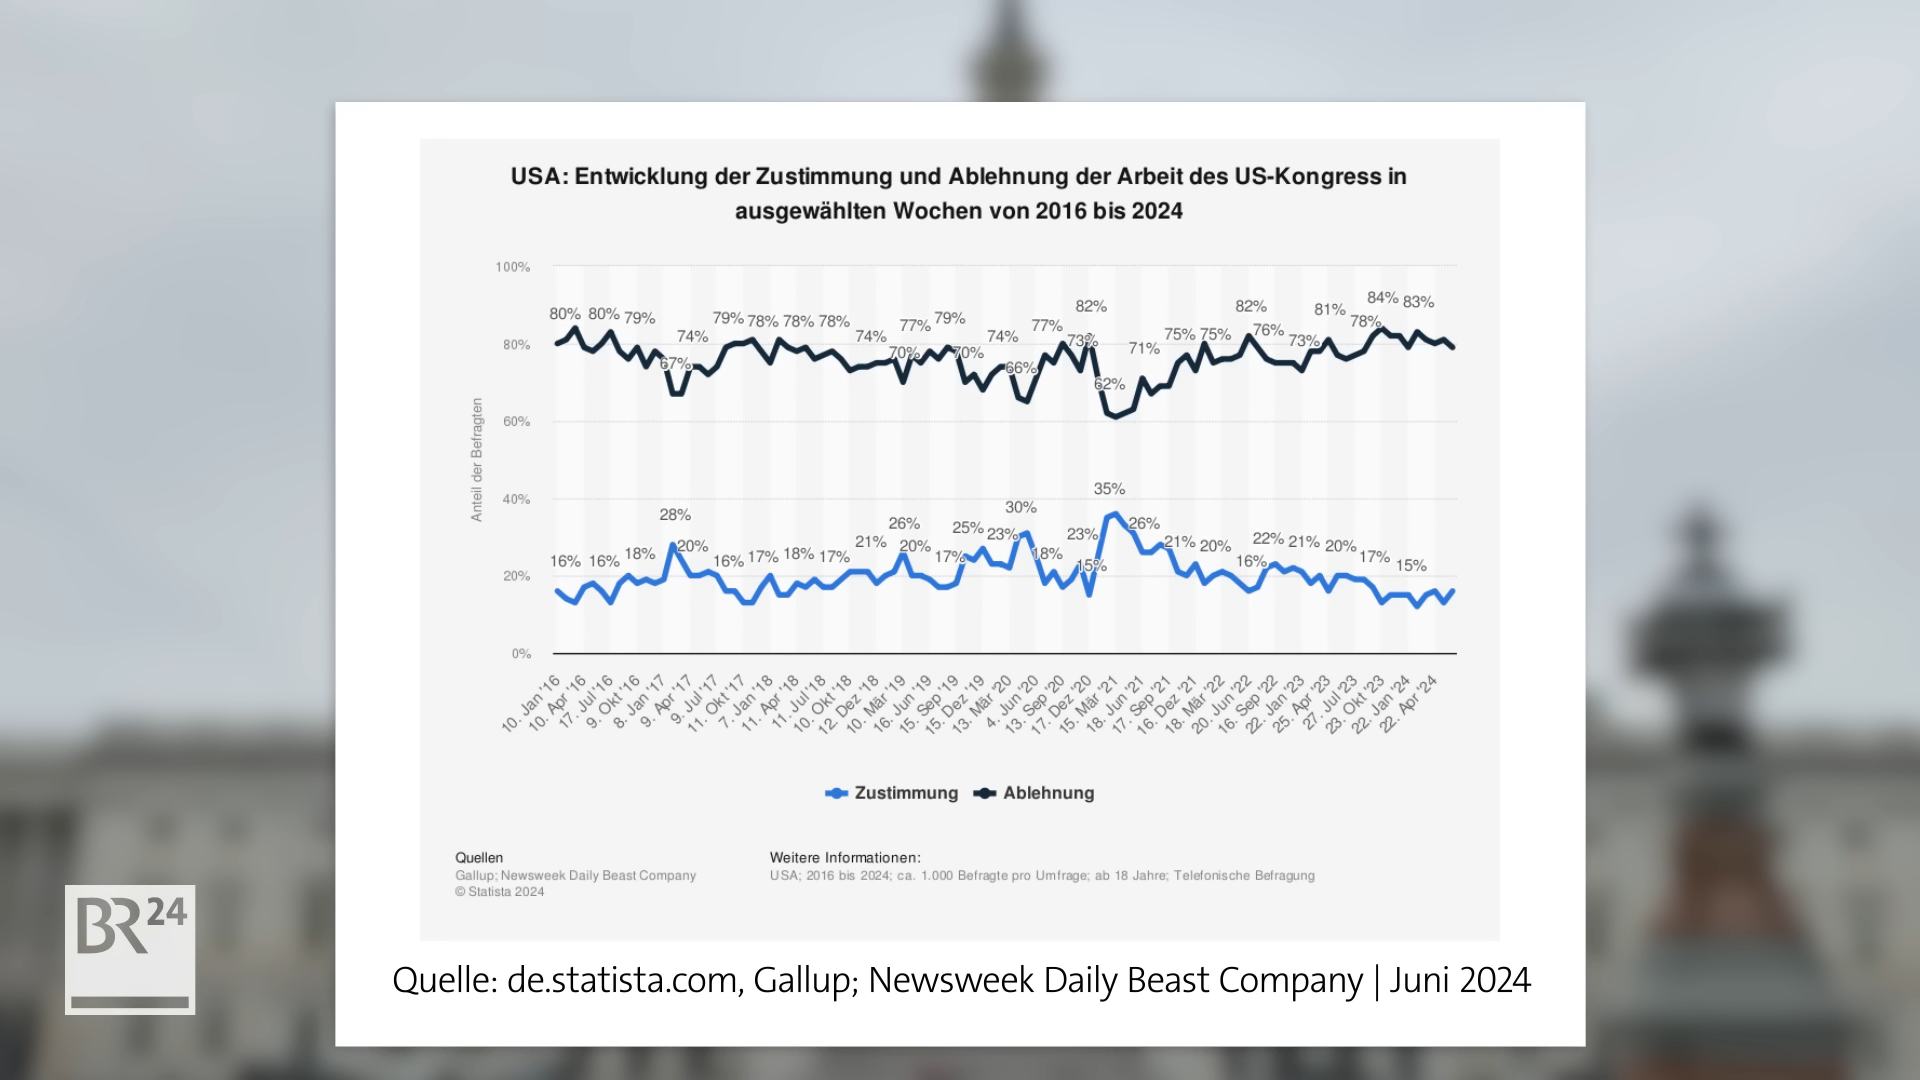 USA: Entwicklung der Zustimmung und Ablehnung der Arbeit des US-Kongress in
ausgewählten Wochen von 2016 bis 2024
Anteil der Befragten
100%
80%
60%
40%
20%
0%
80% 80% 79% 67% 74% 79% 78% 78% 78% 74% 70% 77% 79% 70% 74% 66% 77% 73% 82% 62% 71% 75% 75% 82% 76% 73% 81% 78% 84% 83%
16% 16% 18% 28% 20% 16% 17% 18% 17% 21% 26% 20% 17% 25% 23% 30% 18% 23% 15% 35% 26% 21% 20% 16% 22% 21% 20% 17% 15%
10. Jan '16
10. Apr '16
17. Jul '16
9. Okt '16
8. Jan '17
9. Apr '17
9. Jul '17
11. Okt '17
7. Jan '18
11. Apr '18
11. Jul '18
10. Okt '18
12. Dez '18
10. Mär '19
16. Jun '19
15. Sep '19
15. Dez '19
13. Mär '20
4. Jun '20
13. Sep '20
17. Dez '20
15. Mär '21
18. Jun '21
17. Sep '21
16. Dez '21
18. Mär '22
20. Jun '22
16. Sep '22
22. Jan '23
25. Apr '23
27. Jul '23
23. Okt '23
22. Jan '24
22. Apr '24
Zustimmung Ablehnung
Quellen
Gallup; Newsweek Daily Beast Company
© Statista 2024
Weitere Informationen:
USA; 2016 bis 2024; ca. 1.000 Befragte pro Umfrage; ab 18 Jahre; Telefonische Befragung
BR24
Quelle: de.statista.com, Gallup; Newsweek Daily Beast Company | Juni 2024